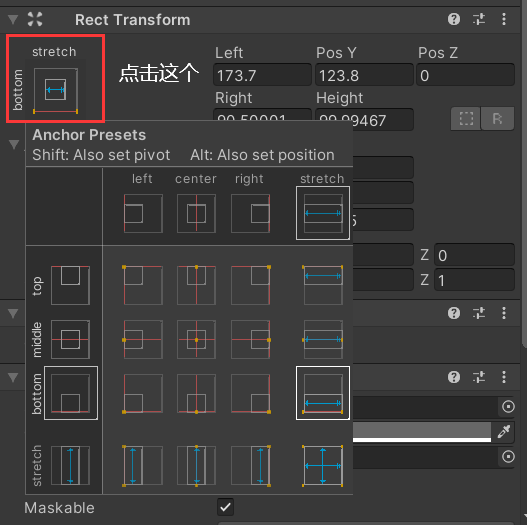 Rect Transform
stretch
bottom
点击这个
Left Pos Y Pos Z
173.7 123.8 0
Right Height
90.50001 99.99467
R
Anchor Presets
Shift: Also set pivot Alt: Also set position
left center right stretch
top
Z 0
Z 1
middle
bottom
stretch
Maskable